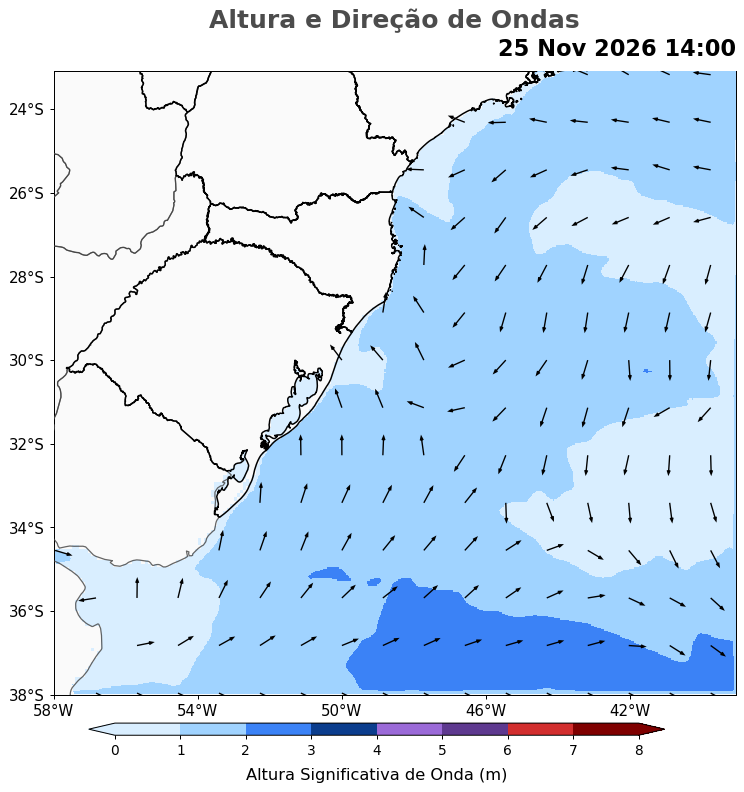 Altura e Direção de Ondas
25 Nov 2026 14:00
24°S
26°S
28°S
30°S
32°S
34°S
36°S
38°S
58°W 54°W 50°W 46°W 42°W
0 1 2 3 4 5 6 7 8
Altura Significativa de Onda (m)